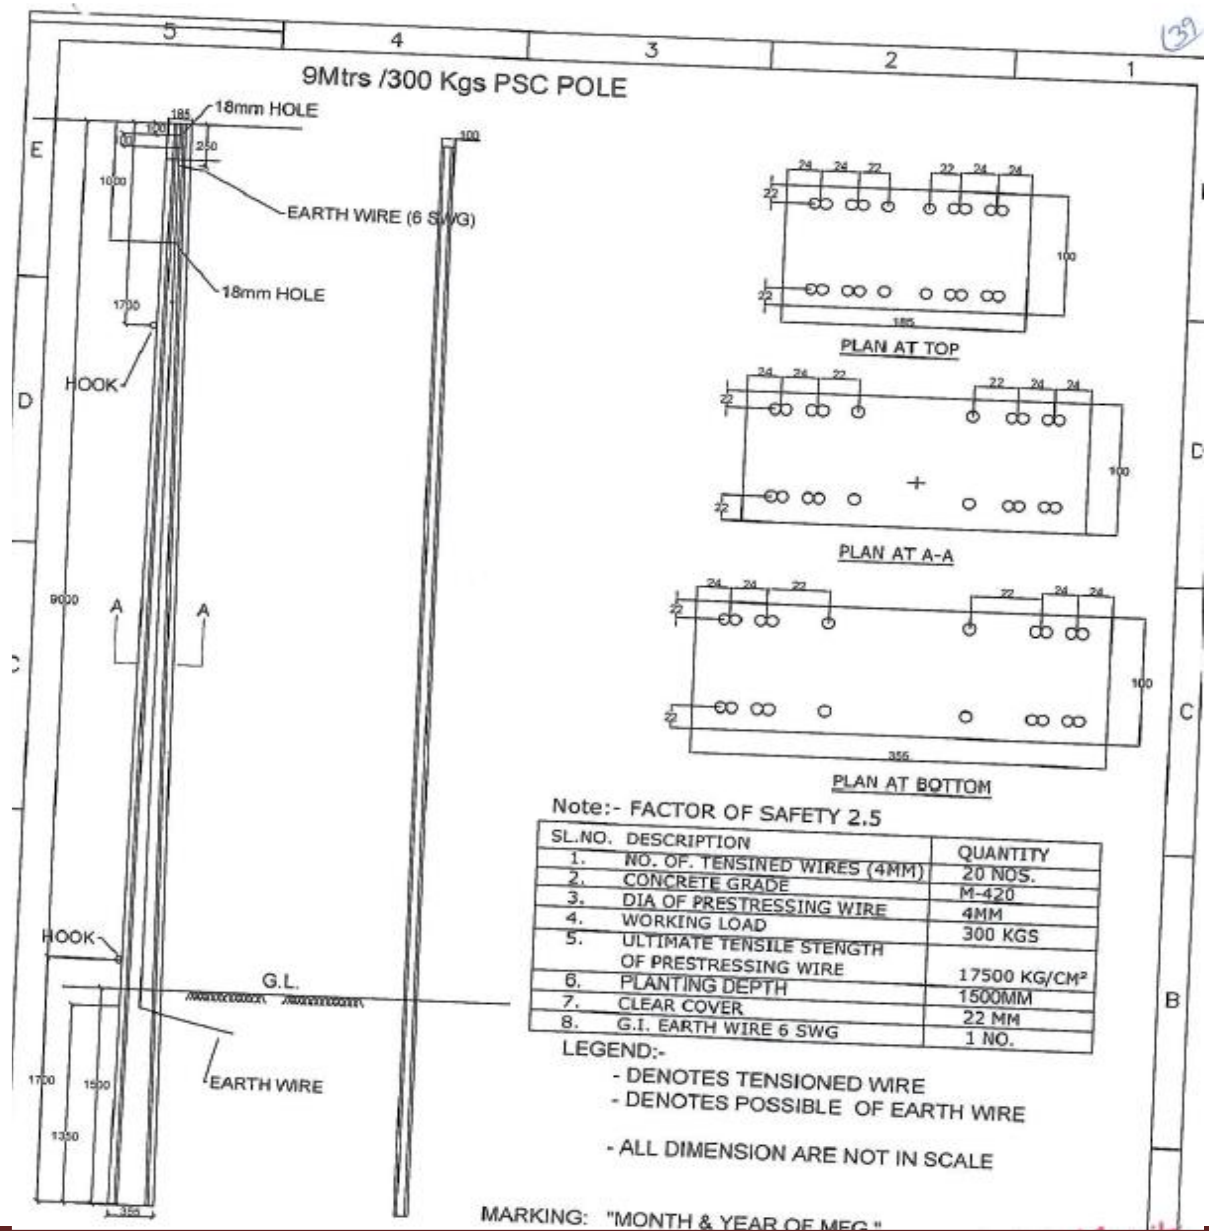 5 4 3 2 1
139
9Mtrs /300 Kgs PSC POLE
185
18mm HOLE
100
100
250
1000
EARTH WIRE (6 SWG)
18mm HOLE
1700
HOOK
9000
A A
HOOK
G.L.
EARTH WIRE
1700
1350
1500
355
100
E
D
D
C
B
24 24 22 22 24 24
22
100
22
185
PLAN AT TOP
24 24 22 22 24 24
22
100
22
PLAN AT A-A
24 24 22 22 24 24
22
100
22
355
PLAN AT BOTTOM
Note:- FACTOR OF SAFETY 2.5
SL.NO. DESCRIPTION QUANTITY
1. NO. OF. TENSINED WIRES (4MM) 20 NOS.
2. CONCRETE GRADE M-420
3. DIA OF PRESTRESSING WIRE 4MM
4. WORKING LOAD 300 KGS
5. ULTIMATE TENSILE STENGTH
OF PRESTRESSING WIRE 17500 KG/CM²
6. PLANTING DEPTH 1500MM
7. CLEAR COVER 22 MM
8. G.I. EARTH WIRE 6 SWG 1 NO.
LEGEND:-
- DENOTES TENSIONED WIRE
- DENOTES POSSIBLE OF EARTH WIRE
- ALL DIMENSION ARE NOT IN SCALE
MARKING: "MONTH & YEAR OF MFG."